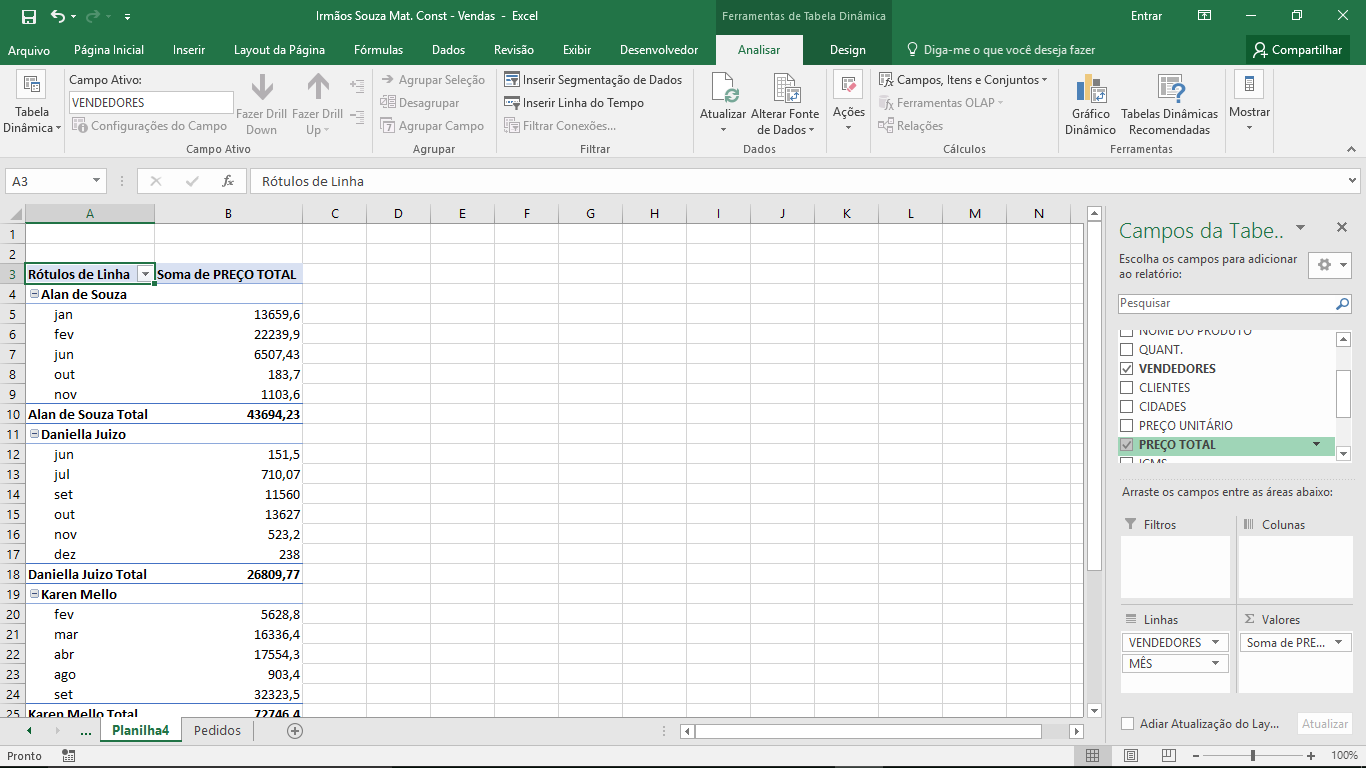 Irmãos Souza Mat. Const - Vendas - Excel
Ferramentas de Tabela Dinâmica
Entrar
Arquivo Página Inicial Inserir Layout da Página Fórmulas Dados Revisão Exibir Desenvolvedor Analisar Design Diga-me o que você deseja fazer Compartilhar
Tabela
Dinâmica
Campo Ativo:
VENDEDORES
Configurações do Campo
Fazer Drill
Down
Fazer Drill
Up
Campo Ativo
Agrupar Seleção
Desagrupar
Agrupar Campo
Agrupar
Inserir Segmentação de Dados
Inserir Linha do Tempo
Filtrar Conexões...
Filtrar
Atualizar
Alterar Fonte
de Dados
Dados
Ações
Campos, Itens e Conjuntos
Ferramentas OLAP
Relações
Cálculos
Gráfico
Dinâmico
Tabelas Dinâmicas
Recomendadas
Ferramentas
Mostrar
A3 fx Rótulos de Linha
A B C D E F G H I J K L M N
1
2
3 Rótulos de Linha Soma de PREÇO TOTAL
4 Alan de Souza
5 jan 13659,6
6 fev 22239,9
7 jun 6507,43
8 out 183,7
9 nov 1103,6
10 Alan de Souza Total 43694,23
11 Daniella Juizo
12 jun 151,5
13 jul 710,07
14 set 11560
15 out 13627
16 nov 523,2
17 dez 238
18 Daniella Juizo Total 26809,77
19 Karen Mello
20 fev 5628,8
21 mar 16336,4
22 abr 17554,3
23 ago 903,4
24 set 32323,5
25 Karen Mello Total 72746,4
Campos da Tabe..
Escolha os campos para adicionar
ao relatório:
Pesquisar
NOME DO PRODUTO
QUANT.
VENDEDORES
CLIENTES
CIDADES
PREÇO UNITÁRIO
PREÇO TOTAL
ICMS
Arraste os campos entre as áreas abaixo:
Filtros
Colunas
Linhas
VENDEDORES
MÊS
Σ Valores
Soma de PRE...
Adiar Atualização do Lay... Atualizar
... Planilha4 Pedidos
Pronto
100%